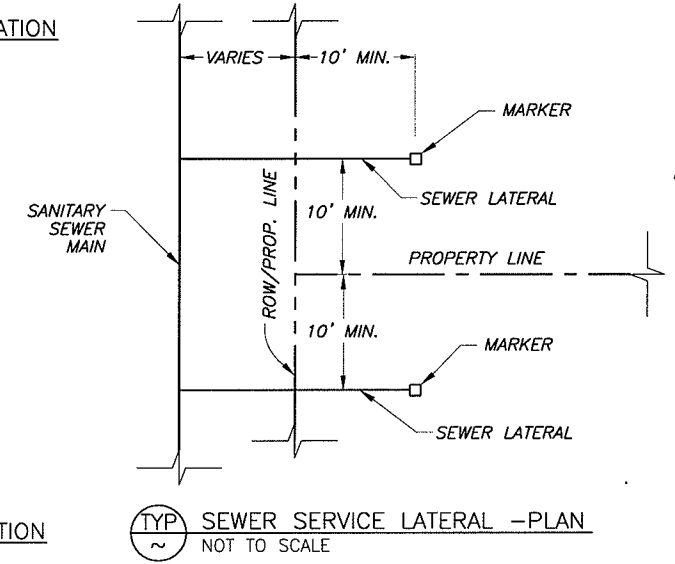 ATION
VARIES
10' MIN.
MARKER
SEWER LATERAL
10' MIN.
SANITARY
SEWER
MAIN
ROW/PROP. LINE
PROPERTY LINE
10' MIN.
MARKER
SEWER LATERAL
TION
TYP
~
SEWER SERVICE LATERAL -PLAN
NOT TO SCALE